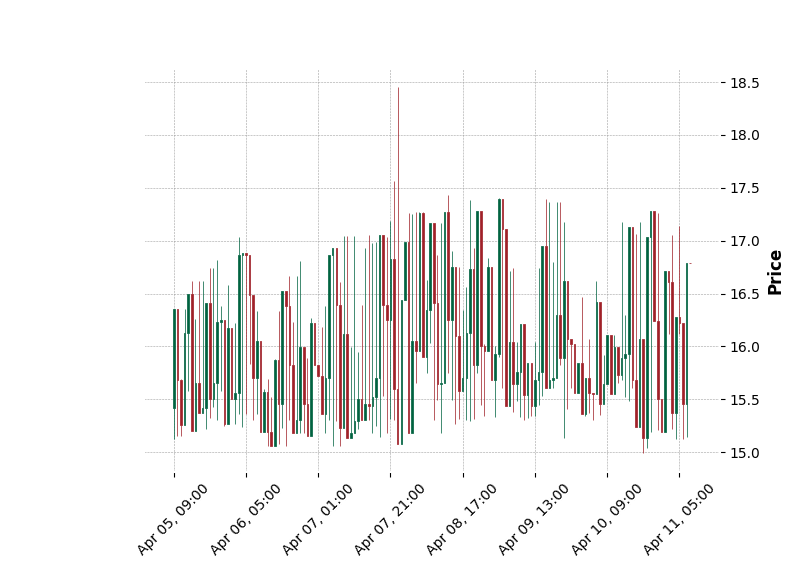 18.5
18.0
17.5
17.0
16.5
16.0
15.5
15.0
Price
Apr 05, 09:00
Apr 06, 05:00
Apr 07, 01:00
Apr 07, 21:00
Apr 08, 17:00
Apr 09, 13:00
Apr 10, 09:00
Apr 11, 05:00